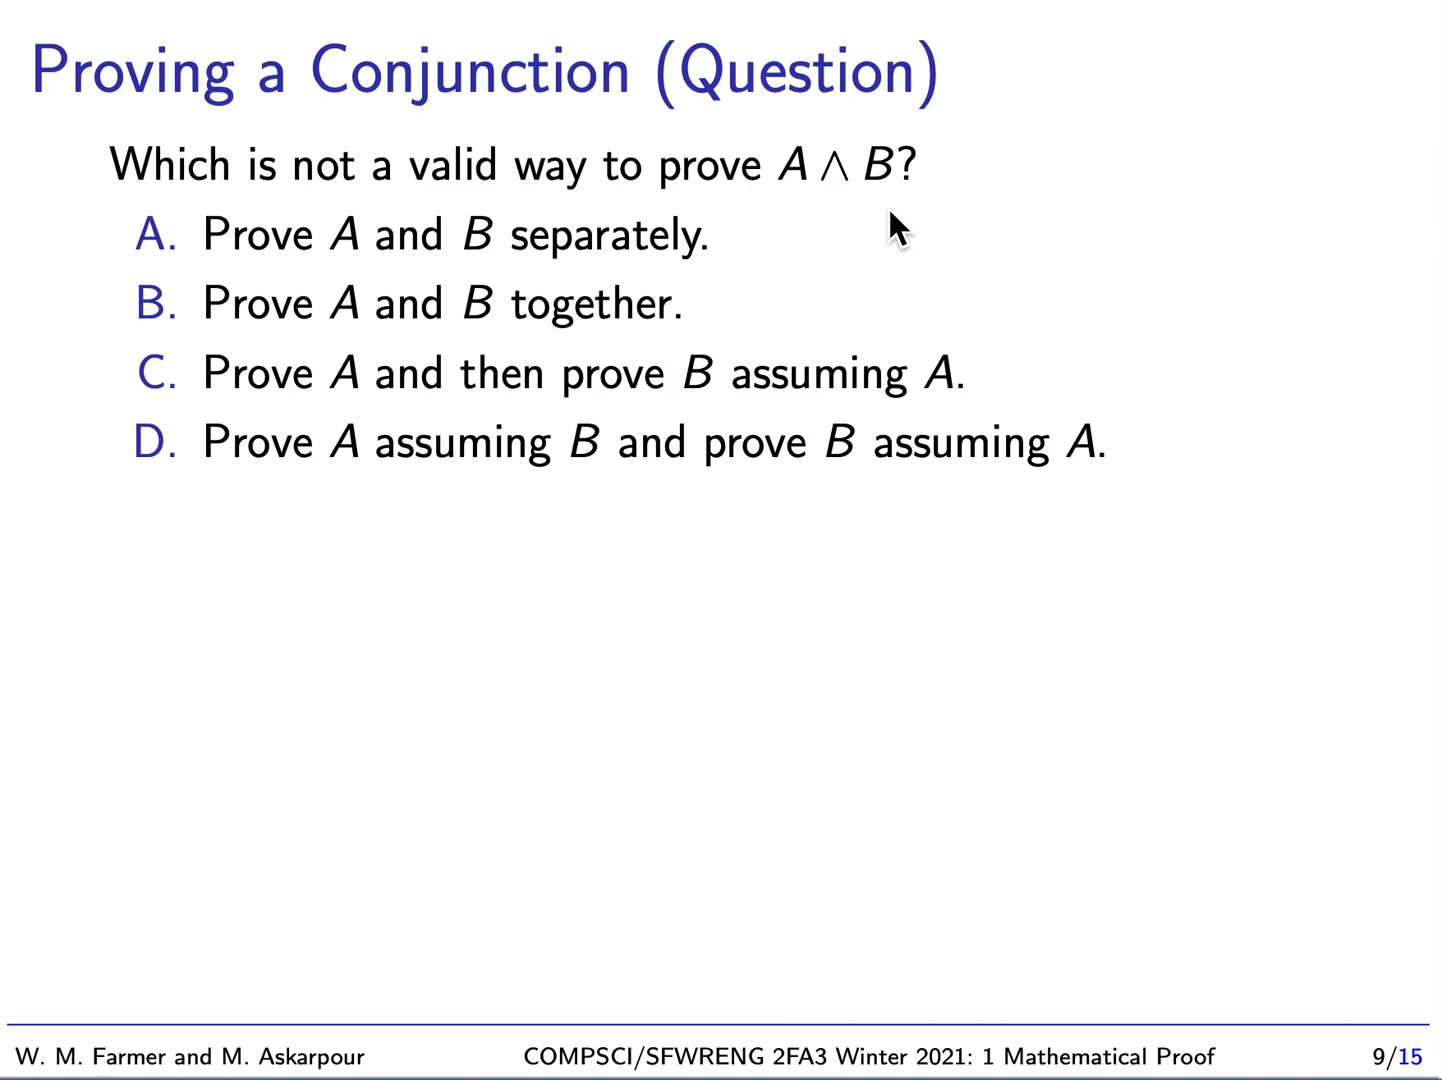 Proving a Conjunction (Question)
Which is not a valid way to prove A ∧ B?
A. Prove A and B separately.
B. Prove A and B together.
C. Prove A and then prove B assuming A.
D. Prove A assuming B and prove B assuming A.
W. M. Farmer and M. Askarpour COMPSCI/SFWRENG 2FA3 Winter 2021: 1 Mathematical Proof 9/15